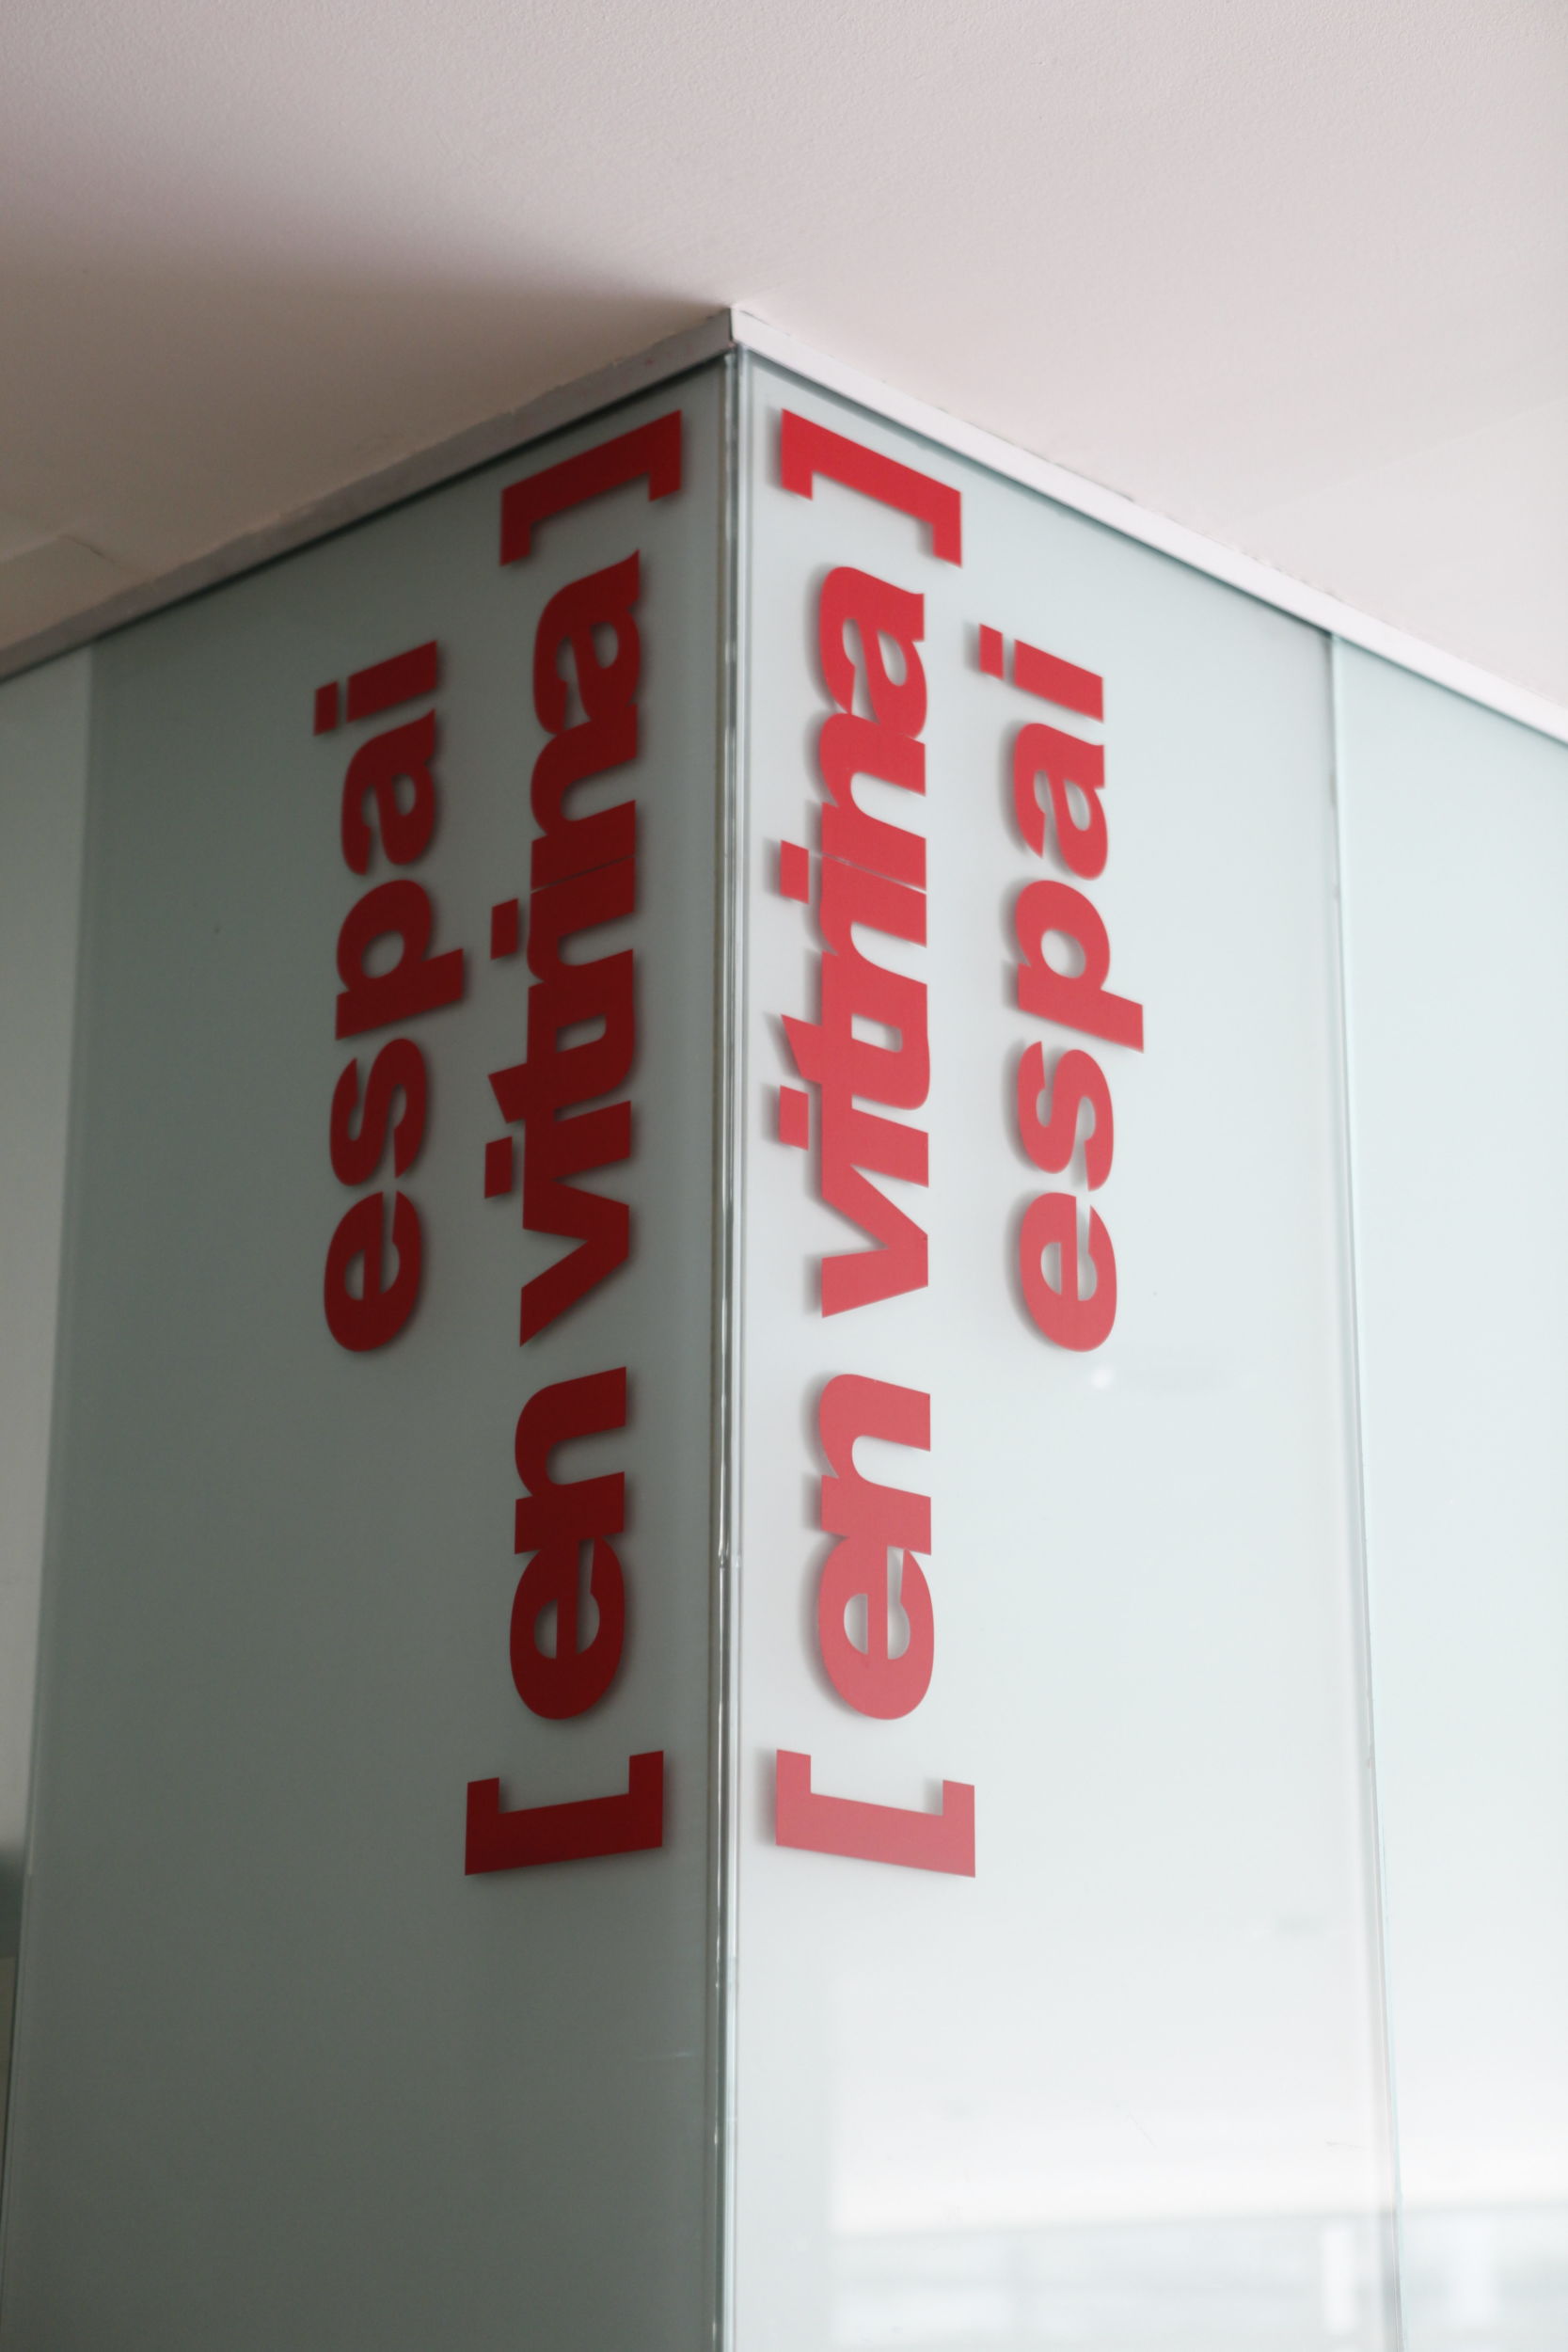 espai
[en vitrina]
[en vitrina]
espai